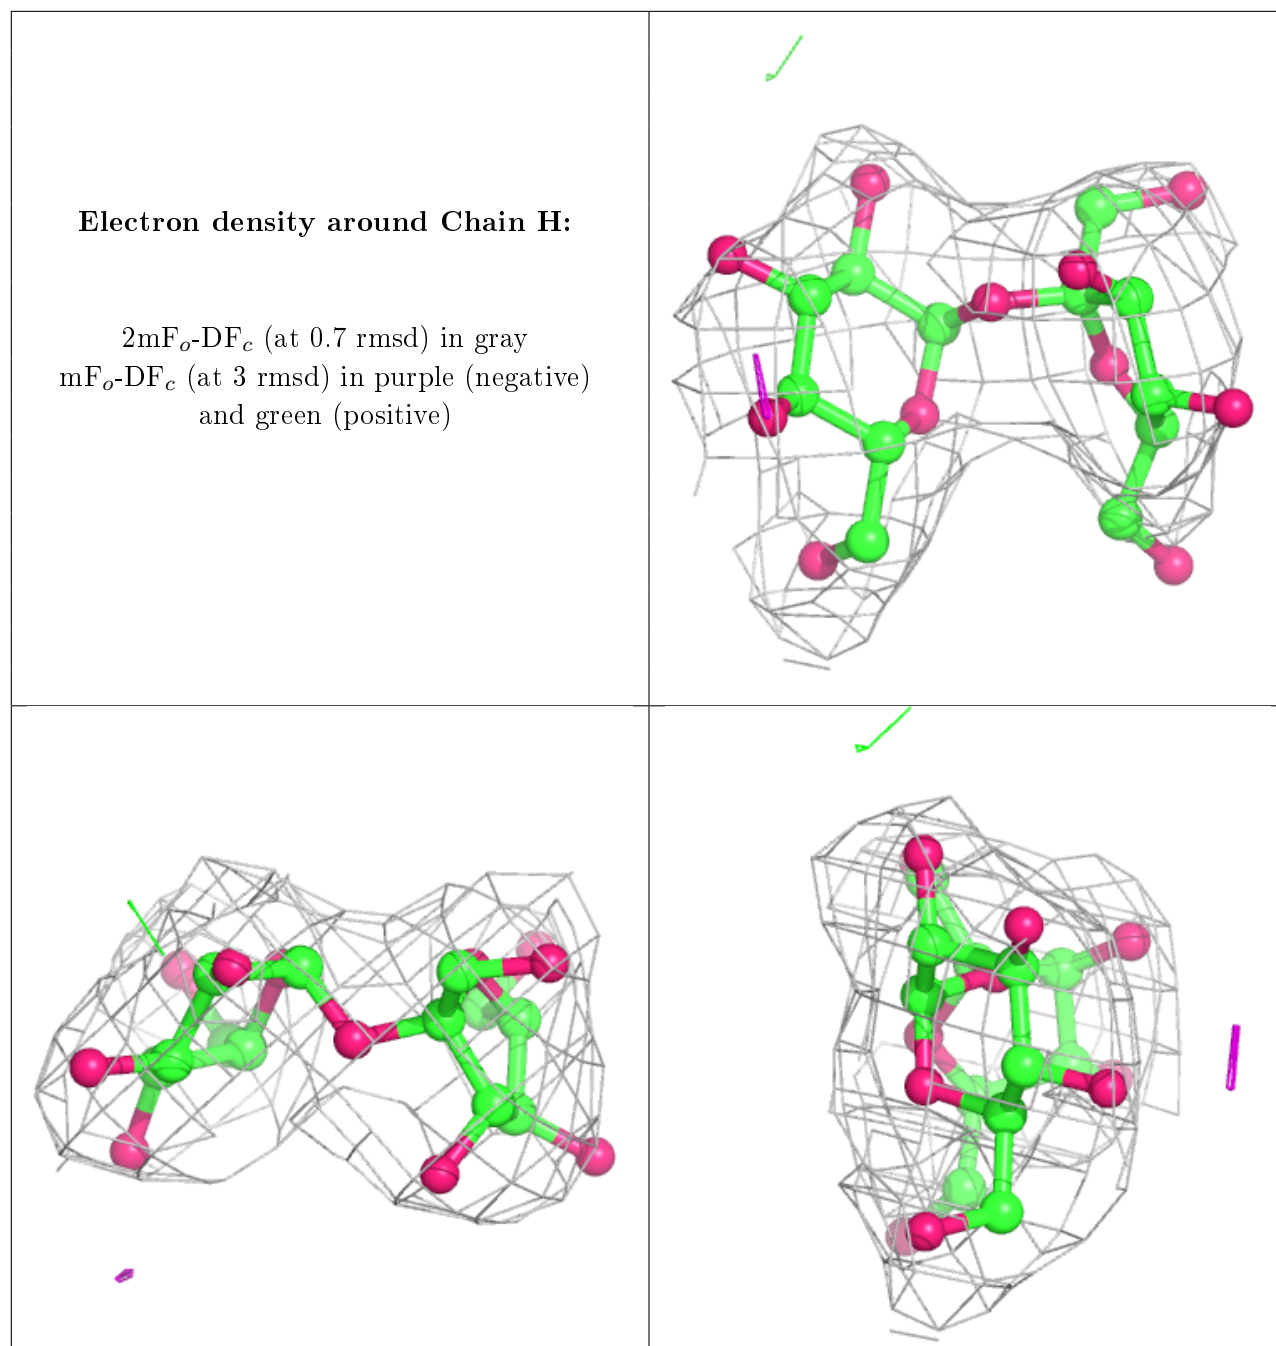 Electron density around Chain H:
2mFo-DFc (at 0.7 rmsd) in gray
mFo-DFc (at 3 rmsd) in purple (negative)
and green (positive)